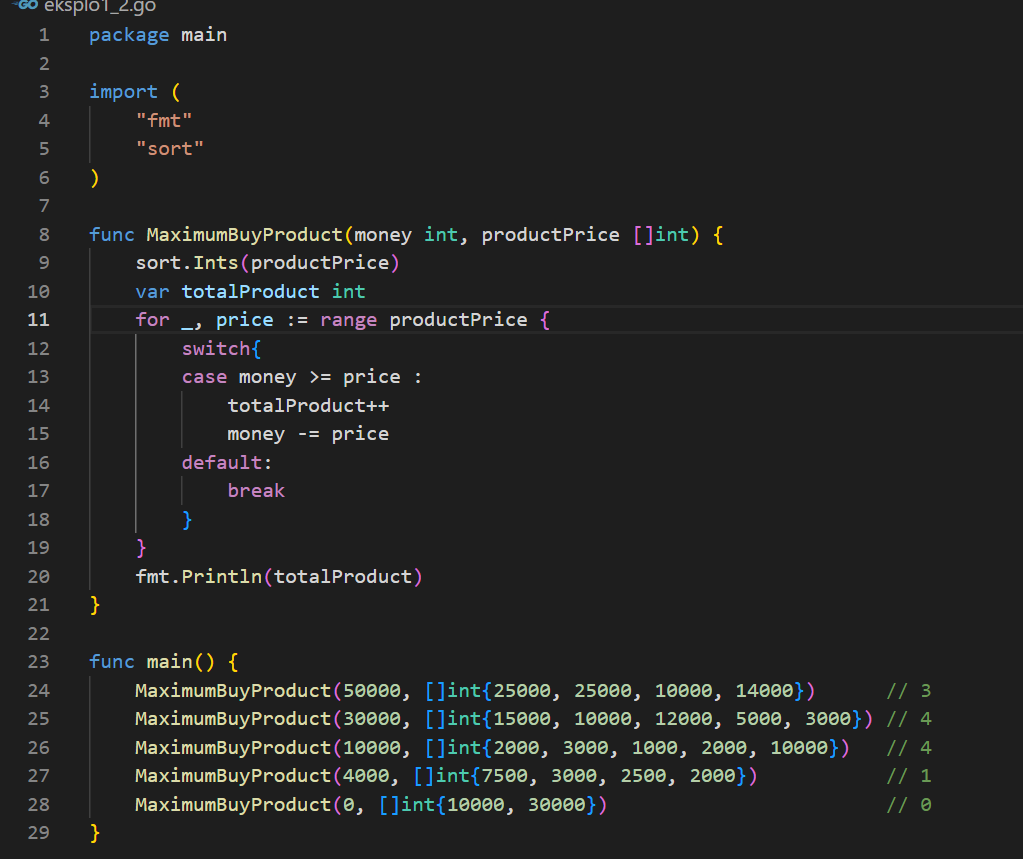 GO eksplo1_2.go
1 package main
2
3 import (
4 "fmt"
5 "sort"
6 )
7
8 func MaximumBuyProduct(money int, productPrice []int) {
9 sort.Ints(productPrice)
10 var totalProduct int
11 for _, price := range productPrice {
12 switch{
13 case money >= price :
14 totalProduct++
15 money -= price
16 default:
17 break
18 }
19 }
20 fmt.Println(totalProduct)
21 }
22
23 func main() {
24 MaximumBuyProduct(50000, []int{25000, 25000, 10000, 14000}) // 3
25 MaximumBuyProduct(30000, []int{15000, 10000, 12000, 5000, 3000}) // 4
26 MaximumBuyProduct(10000, []int{2000, 3000, 1000, 2000, 10000}) // 4
27 MaximumBuyProduct(4000, []int{7500, 3000, 2500, 2000}) // 1
28 MaximumBuyProduct(0, []int{10000, 30000}) // 0
29 }